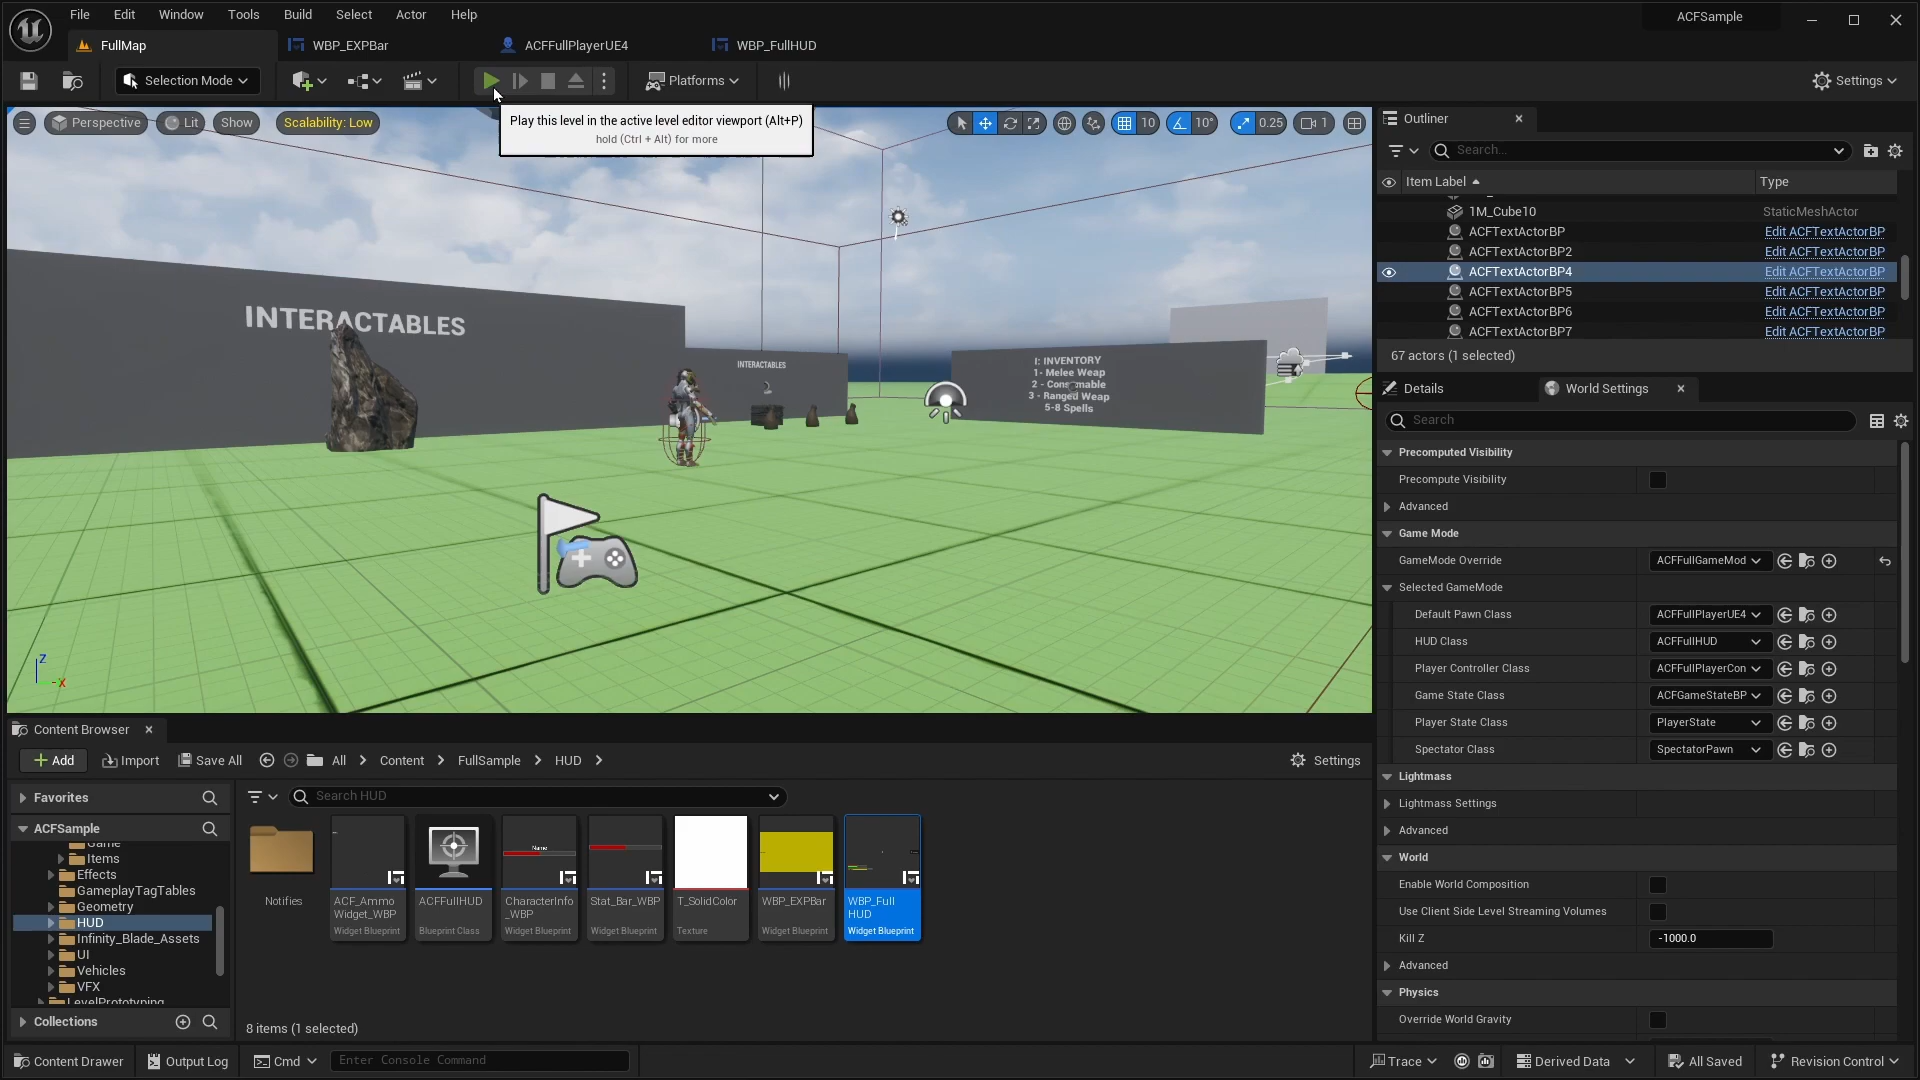 File Edit Window Tools Build Select Actor Help
ACFSample
FullMap
WBP_EXPBar
ACFFullPlayerUE4
WBP_FullHUD
Selection Mode
Platforms
Settings
Perspective Lit Show Scalability: Low
Play this level in the active level editor viewport (Alt+P)
hold (Ctrl + Alt) for more
10 10° 0.25 1
INTERACTABLES
INTERACTABLES
I: INVENTORY
1- Melee Weap
2 - Consumable
3 - Ranged Weap
5-8 Spells
Z
X
Outliner
Search...
Item Label Type
1M_Cube10 StaticMeshActor
ACFTextActorBP Edit ACFTextActorBP
ACFTextActorBP2 Edit ACFTextActorBP
ACFTextActorBP4 Edit ACFTextActorBP
ACFTextActorBP5 Edit ACFTextActorBP
ACFTextActorBP6 Edit ACFTextActorBP
ACFTextActorBP7 Edit ACFTextActorBP
67 actors (1 selected)
Details World Settings
Search
Precomputed Visibility
Precompute Visibility
Advanced
Game Mode
GameMode Override ACFFullGameMod
Selected GameMode
Default Pawn Class ACFFullPlayerUE4
HUD Class ACFFullHUD
Player Controller Class ACFFullPlayerCon
Game State Class ACFGameStateBP
Player State Class PlayerState
Spectator Class SpectatorPawn
Lightmass
Lightmass Settings
Advanced
World
Enable World Composition
Use Client Side Level Streaming Volumes
Kill Z -1000.0
Advanced
Physics
Override World Gravity
Content Browser
Add Import Save All All Content FullSample HUD Settings
Favorites
ACFSample
Game
Items
Effects
GameplayTagTables
Geometry
HUD
Infinity_Blade_Assets
UI
Vehicles
VFX
LevelPrototyping
Collections
Search HUD
Name
Notifies
ACF_Ammo
Widget_WBP
Widget Blueprint
ACFFullHUD
Blueprint Class
CharacterInfo
_WBP
Widget Blueprint
Stat_Bar_WBP
Widget Blueprint
T_SolidColor
Texture
WBP_EXPBar
Widget Blueprint
WBP_Full
HUD
Widget Blueprint
8 items (1 selected)
Content Drawer Output Log Cmd Enter Console Command
Trace Derived Data All Saved Revision Control